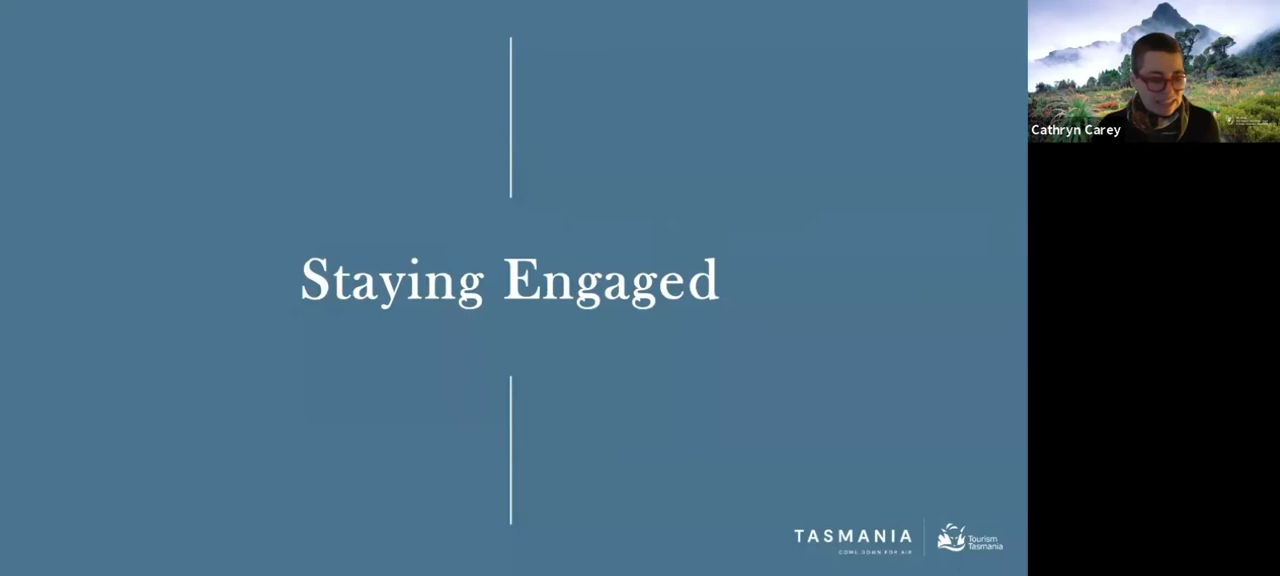 Staying Engaged
Cathryn Carey
TASMANIA
COME DOWN FOR AIR
Tourism
Tasmania